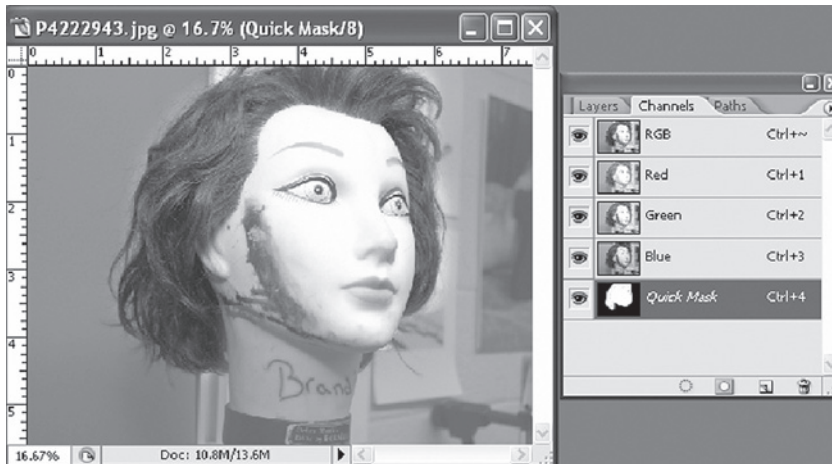 P4222943.jpg @ 16.7% (Quick Mask/8)
0 1 2 3 4 5 6 7
0
1
2
3
4
5
Brand
16.67%
Doc: 10.8M/13.6M
Layers Channels Paths
RGB Ctrl+~
Red Ctrl+1
Green Ctrl+2
Blue Ctrl+3
Quick Mask Ctrl+4